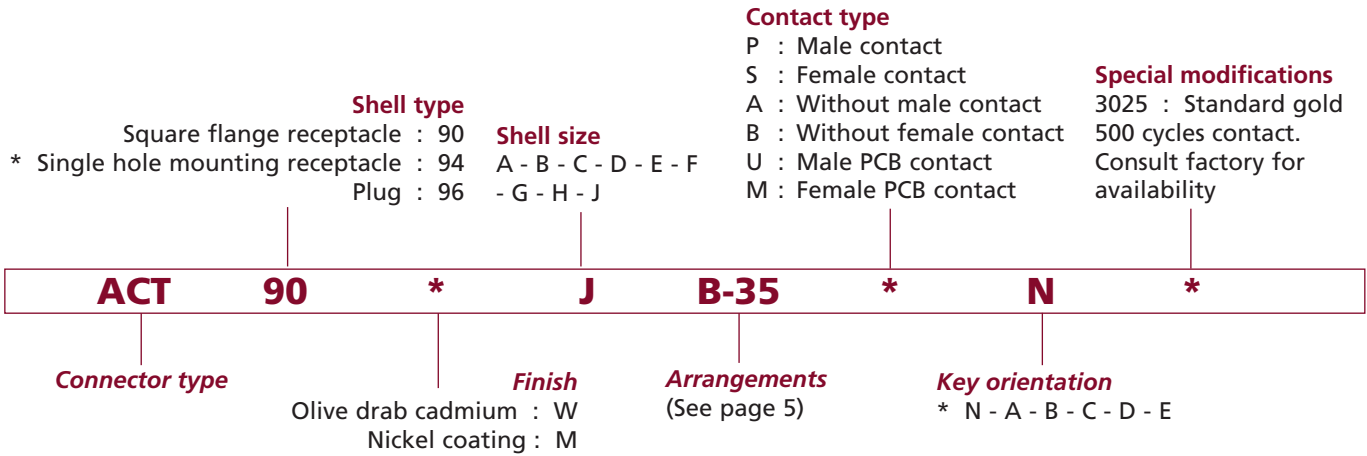 Contact type
P : Male contact
S : Female contact
A : Without male contact
B : Without female contact
U : Male PCB contact
M : Female PCB contact
Special modifications
3025 : Standard gold
500 cycles contact.
Consult factory for
availability
Shell type
Square flange receptacle : 90
* Single hole mounting receptacle : 94
Plug : 96
Shell size
A - B - C - D - E - F
- G - H - J
ACT 90 * J B-35 * N *
Connector type
Finish
Olive drab cadmium : W
Nickel coating : M
Arrangements
(See page 5)
Key orientation
* N - A - B - C - D - E